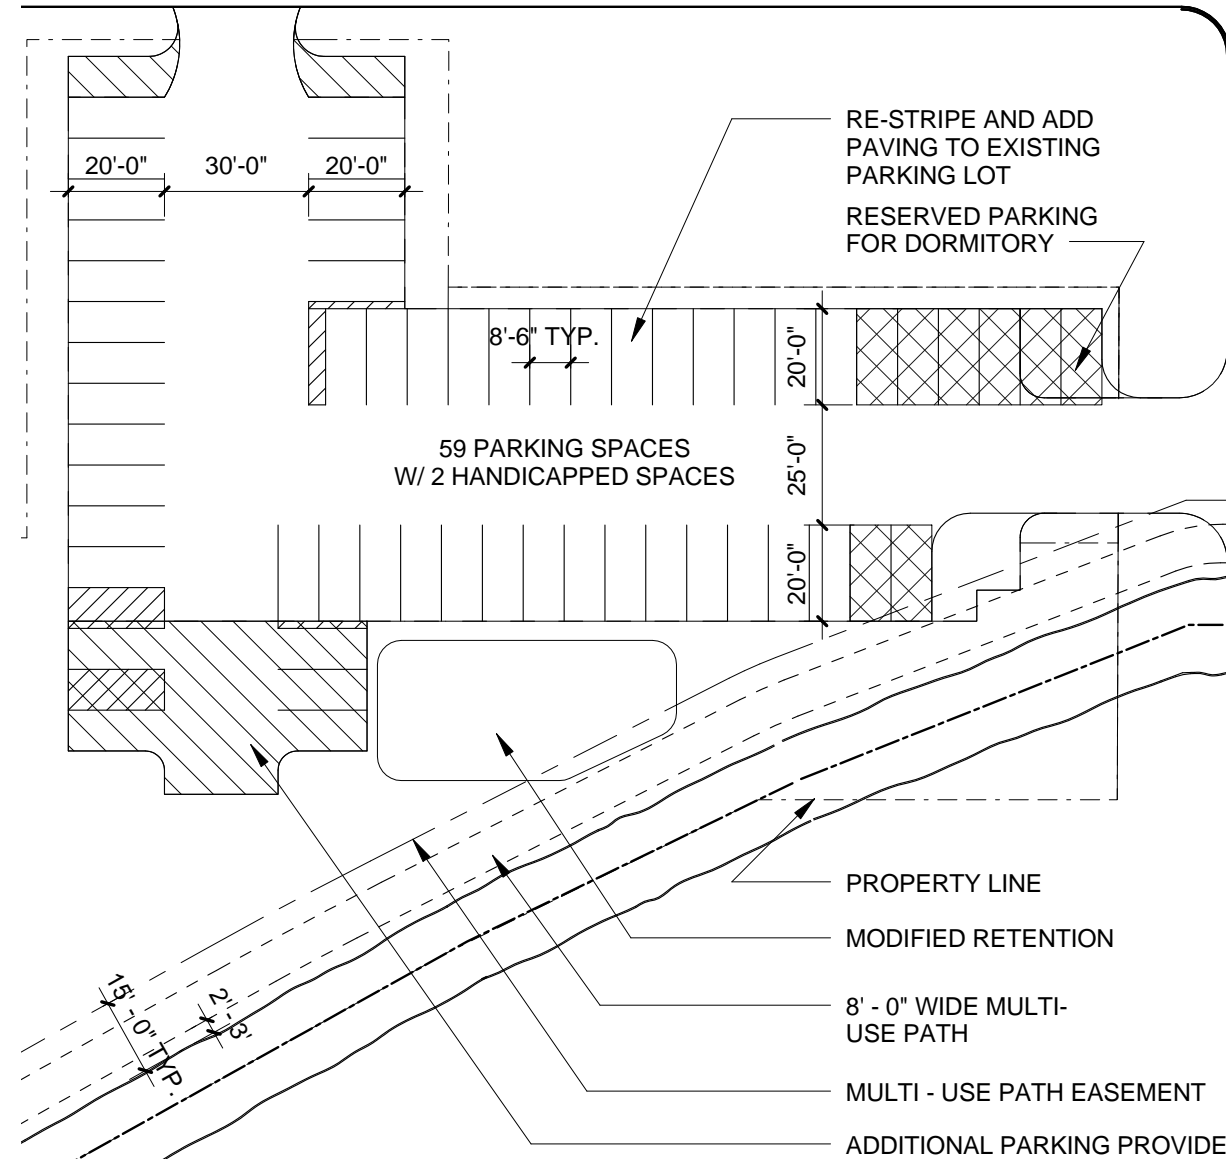 RE-STRIPE AND ADD
PAVING TO EXISTING
PARKING LOT
20'-0"
30'-0"
20'-0"
RESERVED PARKING
FOR DORMITORY
8'-6" TYP.
20'-0"
59 PARKING SPACES
W/ 2 HANDICAPPED SPACES
25'-0"
20'-0"
PROPERTY LINE
MODIFIED RETENTION
15' - 0" TYP.
2' - 3'
8' - 0" WIDE MULTI-
USE PATH
MULTI - USE PATH EASEMENT
ADDITIONAL PARKING PROVIDE